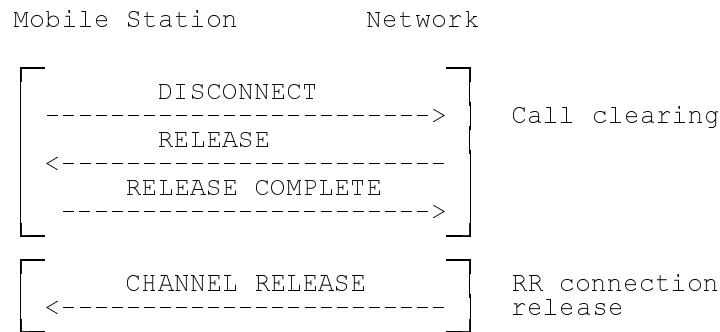 Mobile Station Network
DISCONNECT
Call clearing
RELEASE
RELEASE COMPLETE
CHANNEL RELEASE RR connection
release